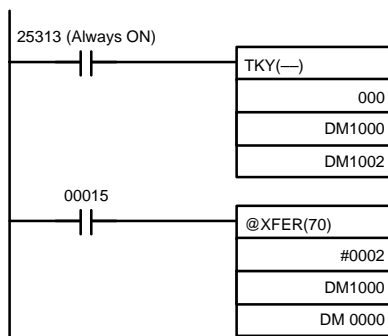 25313 (Always ON)
TKY(––)
000
DM1000
DM1002
00015
@XFER(70)
#0002
DM1000
DM 0000